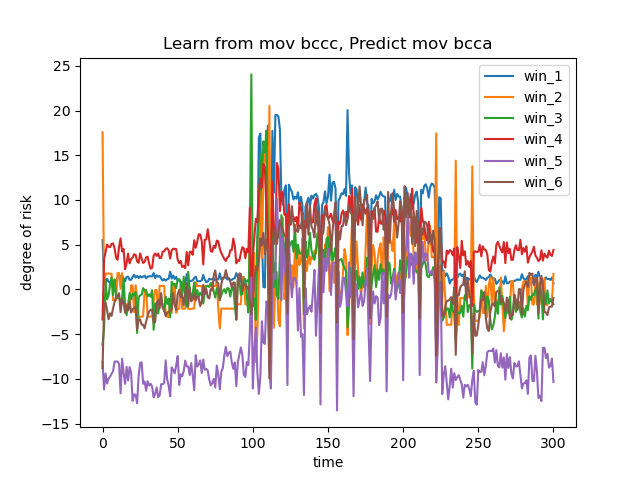 Learn from mov bccc, Predict mov bcca
degree of risk
25
20
15
10
5
0
−5
−10
−15
0
50
100
150
200
250
300
time
win_1
win_2
win_3
win_4
win_5
win_6